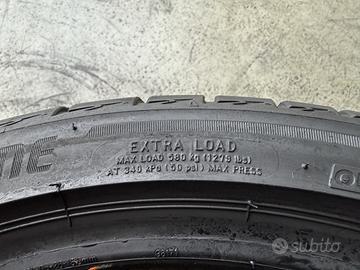 EXTRA LOAD
MAX LOAD 580 kg (1279 lbs)
AT 340 kPa (50 psi) MAX PRESS
subito